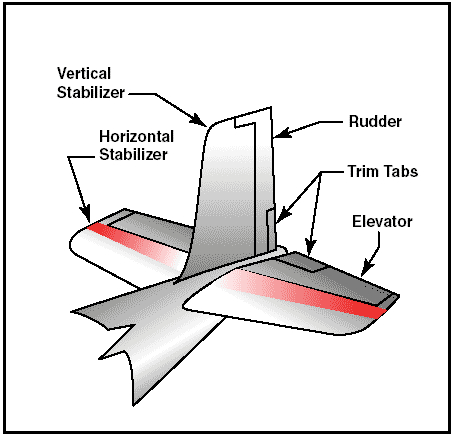 Vertical
Stabilizer
Horizontal
Stabilizer
Rudder
Trim Tabs
Elevator